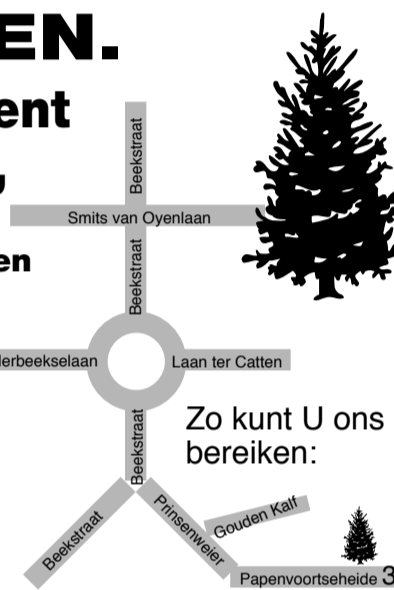 EN.
ent
,
en
Beekstraat
Smits van Oyenlaan
Beekstraat
lerbeekselaan
Laan ter Catten
Beekstraat
Zo kunt U ons
bereiken:
Beekstraat
Prinsenweier
Gouden Kalf
Papenvoortseheide 3